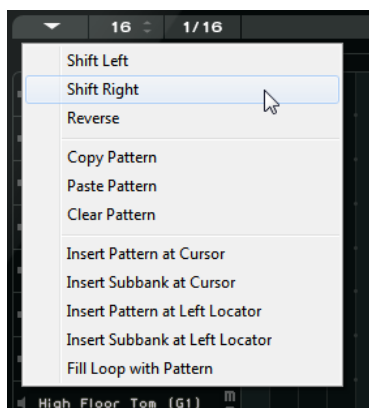 16 1/16
Shift Left
Shift Right
Reverse
Copy Pattern
Paste Pattern
Clear Pattern
Insert Pattern at Cursor
Insert Subbank at Cursor
Insert Pattern at Left Locator
Insert Subbank at Left Locator
Fill Loop with Pattern
High Floor Tom (G1) m